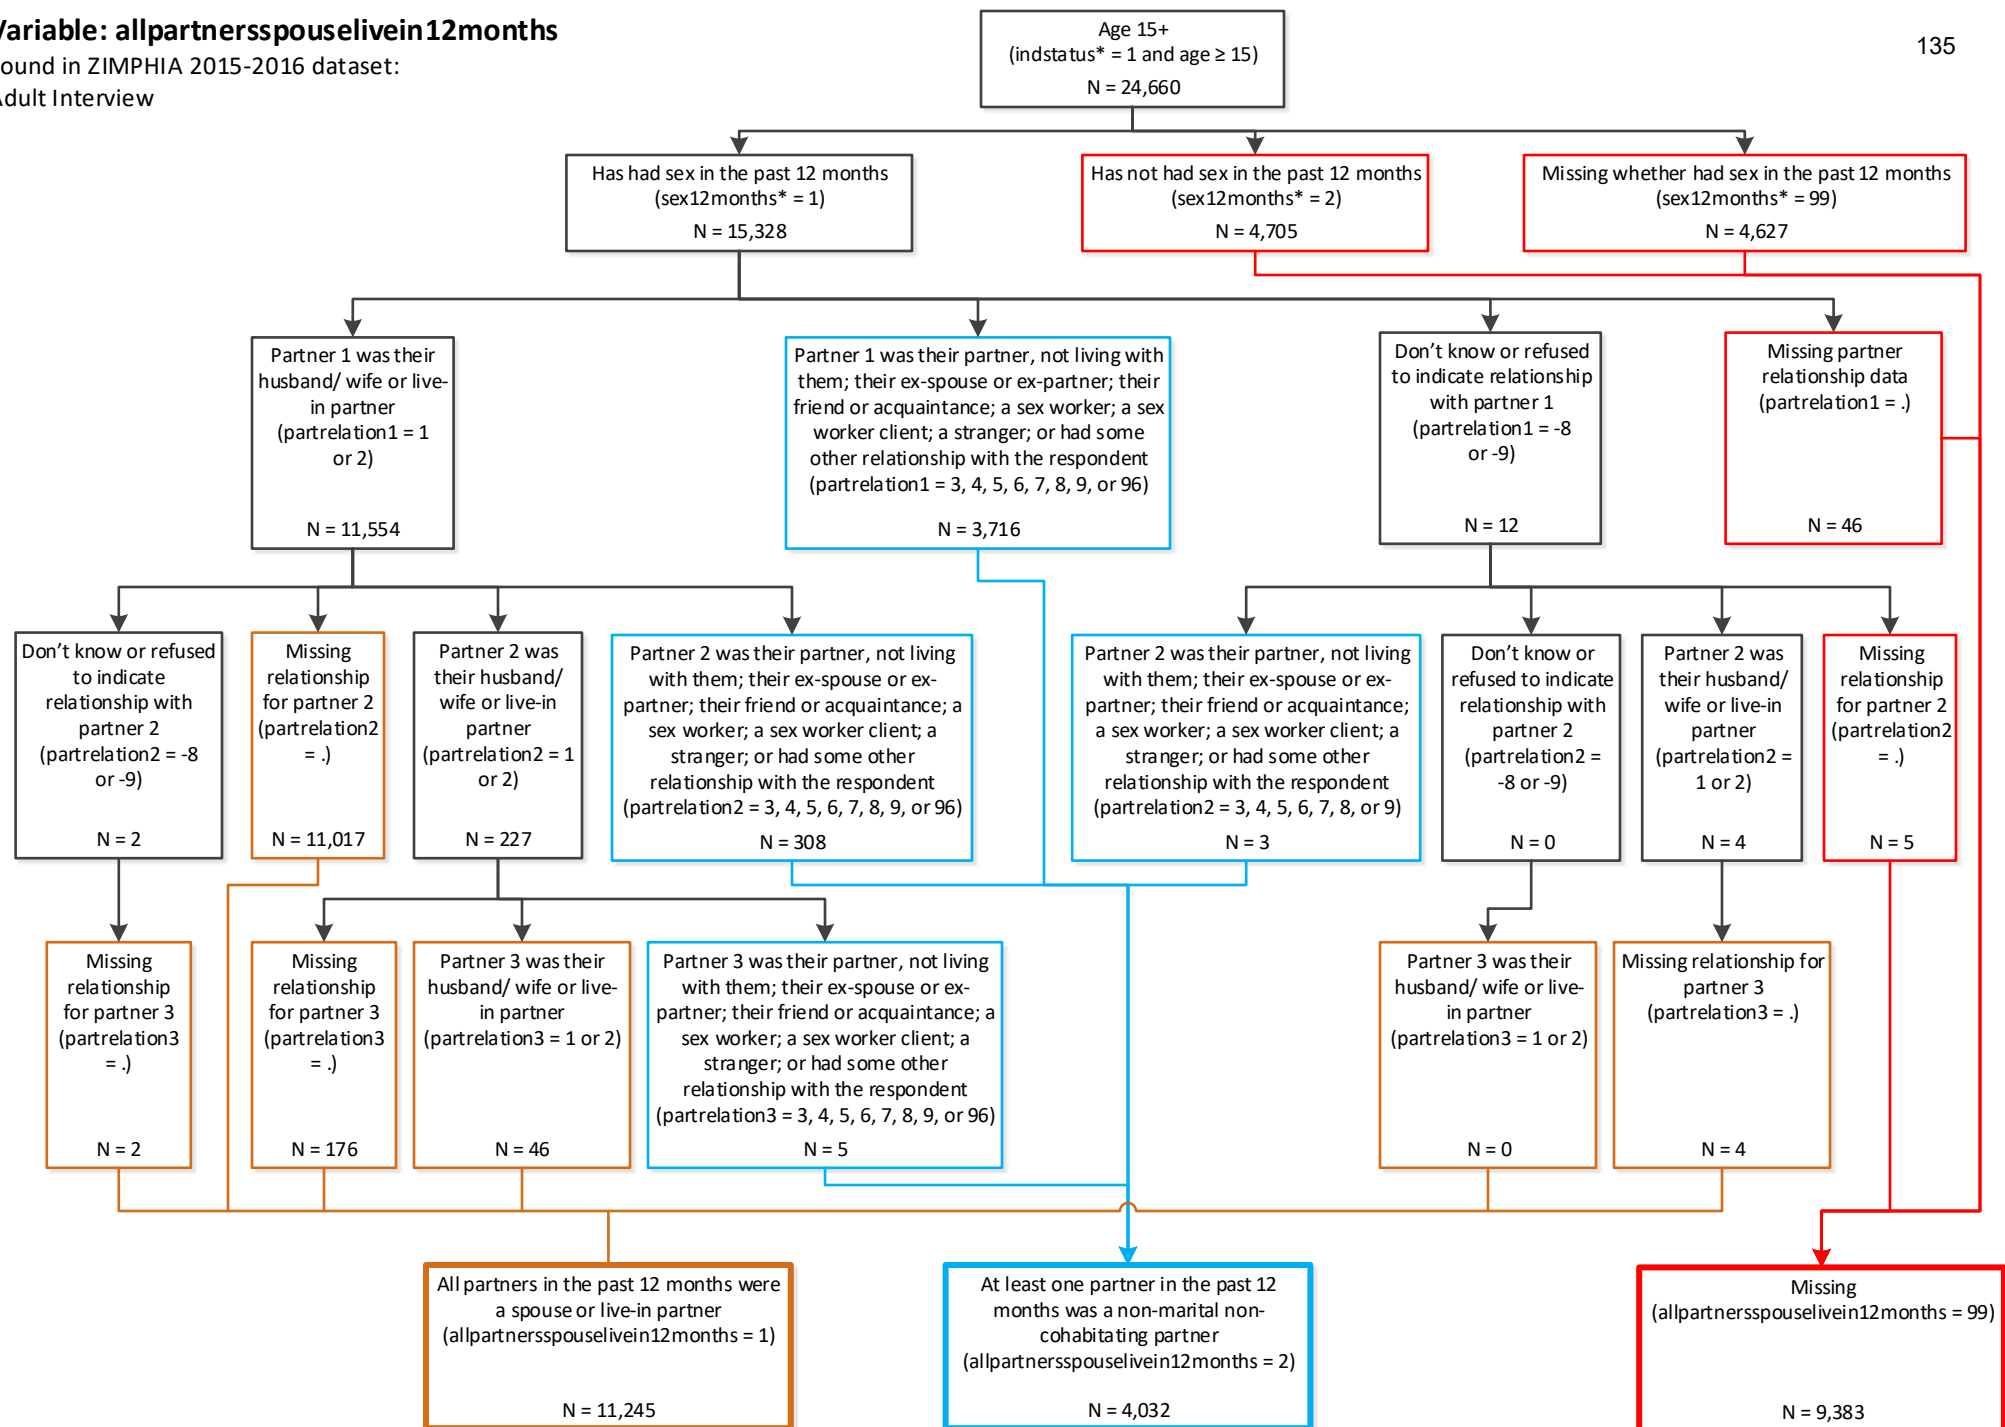 Variable: allpartnersspouselivein12months
ound in ZIMPHIA 2015-2016 dataset:
Adult Interview
135
Age 15+
(indstatus* = 1 and age ≥ 15)
N = 24,660
Has had sex in the past 12 months
(sex12months* = 1)
N = 15,328
Has not had sex in the past 12 months
(sex12months* = 2)
N = 4,705
Missing whether had sex in the past 12 months
(sex12months* = 99)
N = 4,627
Partner 1 was their
husband/ wife or live-
in partner
(partrelation1 = 1
or 2)
N = 11,554
Partner 1 was their partner, not living with
them; their ex-spouse or ex-partner; their
friend or acquaintance; a sex worker; a sex
worker client; a stranger; or had some
other relationship with the respondent
(partrelation1 = 3, 4, 5, 6, 7, 8, 9, or 96)
N = 3,716
Don’t know or refused
to indicate relationship
with partner 1
(partrelation1 = -8
or -9)
N = 12
Missing partner
relationship data
(partrelation1 = .)
N = 46
Don’t know or refused
to indicate
relationship with
partner 2
(partrelation2 = -8
or -9)
N = 2
Missing
relationship
for partner 2
(partrelation2
= .)
N = 11,017
Partner 2 was
their husband/
wife or live-in
partner
(partrelation2 = 1
or 2)
N = 227
Partner 2 was their partner, not living
with them; their ex-spouse or ex-
partner; their friend or acquaintance; a
sex worker; a sex worker client; a
stranger; or had some other
relationship with the respondent
(partrelation2 = 3, 4, 5, 6, 7, 8, 9, or 96)
N = 308
Partner 2 was their partner, not living
with them; their ex-spouse or ex-
partner; their friend or acquaintance;
a sex worker; a sex worker client; a
stranger; or had some other
relationship with the respondent
(partrelation2 = 3, 4, 5, 6, 7, 8, or 9)
N = 3
Don’t know or
refused to indicate
relationship with
partner 2
(partrelation2 =
-8 or -9)
N = 0
Partner 2 was
their husband/
wife or live-in
partner
(partrelation2 =
1 or 2)
N = 4
Missing
relationship
for partner 2
(partrelation2
= .)
N = 5
Missing
relationship
for partner 3
(partrelation3
= .)
N = 2
Missing
relationship
for partner 3
(partrelation3
= .)
N = 176
Partner 3 was their
husband/ wife or live-
in partner
(partrelation3 = 1 or 2)
N = 46
Partner 3 was their partner, not living
with them; their ex-spouse or ex-
partner; their friend or acquaintance; a
sex worker; a sex worker client; a
stranger; or had some other
relationship with the respondent
(partrelation3 = 3, 4, 5, 6, 7, 8, 9, or 96)
N = 5
Partner 3 was their
husband/ wife or live-
in partner
(partrelation3 = 1 or 2)
N = 0
Missing relationship for
partner 3
(partrelation3 = .)
N = 4
All partners in the past 12 months were
a spouse or live-in partner
(allpartnersspouselivein12months = 1)
N = 11,245
At least one partner in the past 12
months was a non-marital non-
cohabitating partner
(allpartnersspouselivein12months = 2)
N = 4,032
Missing
(allpartnersspouselivein12months = 99)
N = 9,383